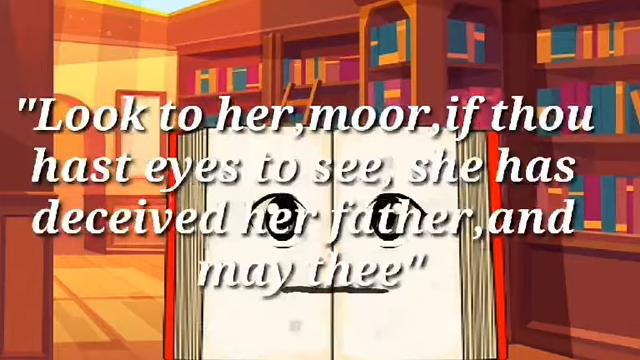 "Look to her,moor,if thou
hast eyes to see, she has
deceived her father,and
may thee"